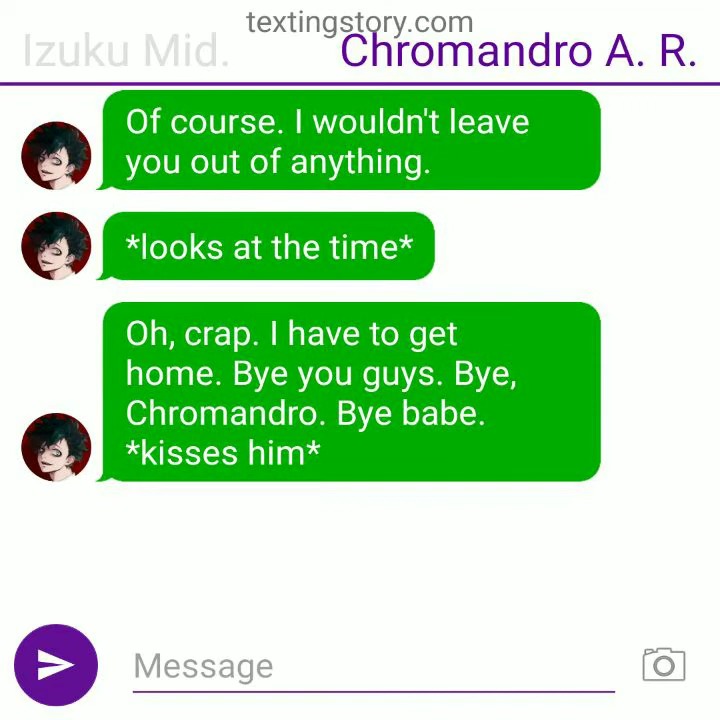 textingstory.com
Izuku Mid.
Chromandro A. R.
Of course. I wouldn't leave
you out of anything.
*looks at the time*
Oh, crap. I have to get
home. Bye you guys. Bye,
Chromandro. Bye babe.
*kisses him*
Message